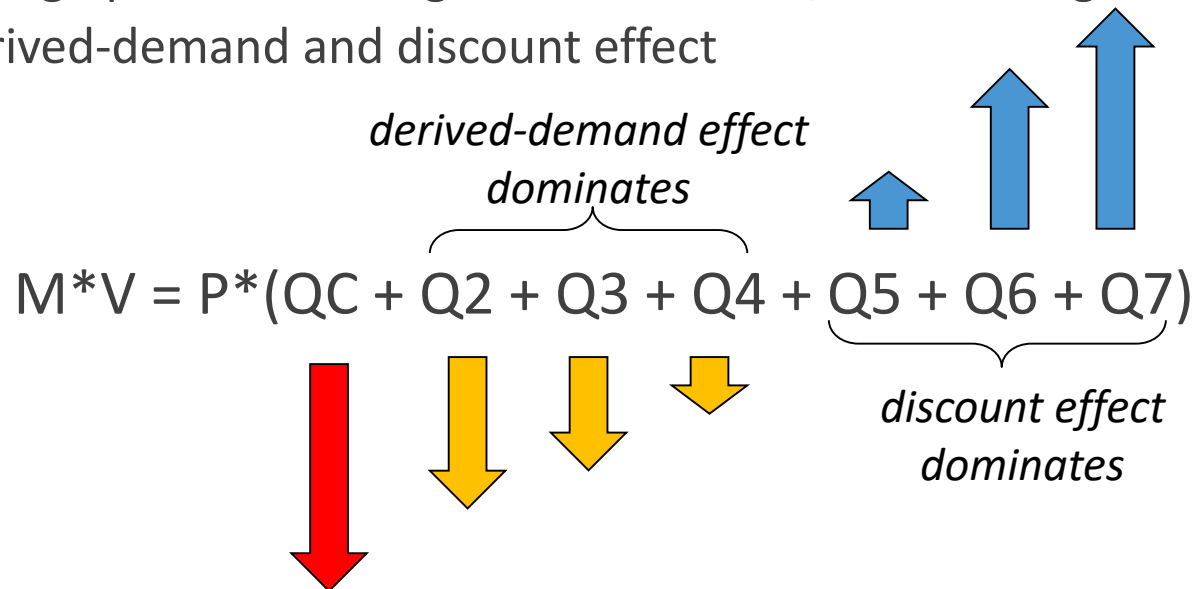 rived-demand and discount effect
derived-demand effect
dominates
M*V = P*(QC + Q2 + Q3 + Q4 + Q5 + Q6 + Q7)
discount effect
dominates